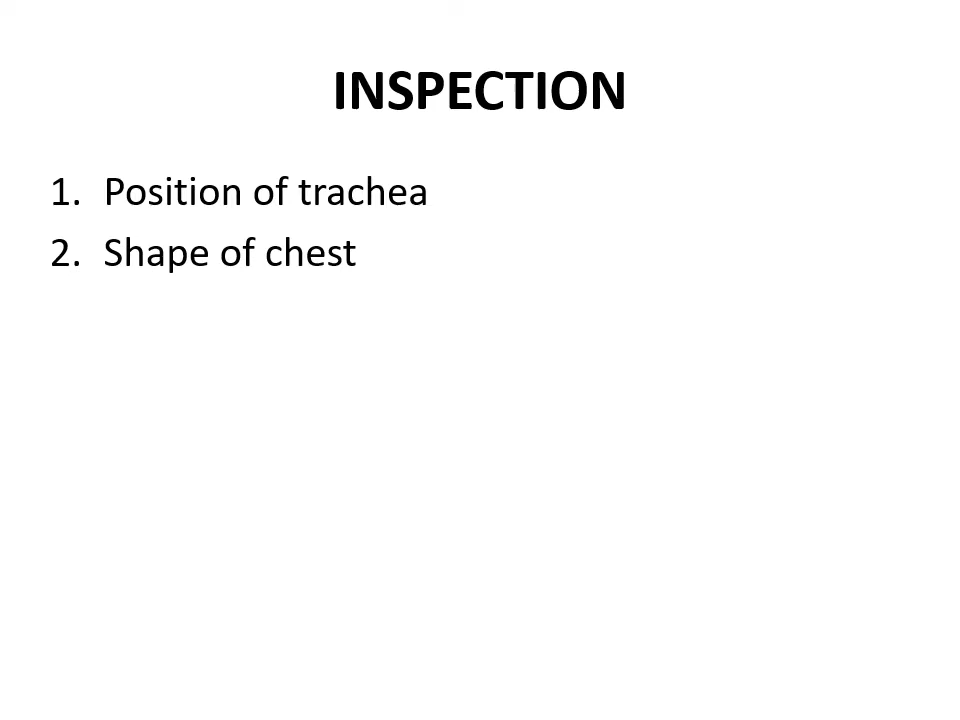 INSPECTION
1. Position of trachea
2. Shape of chest